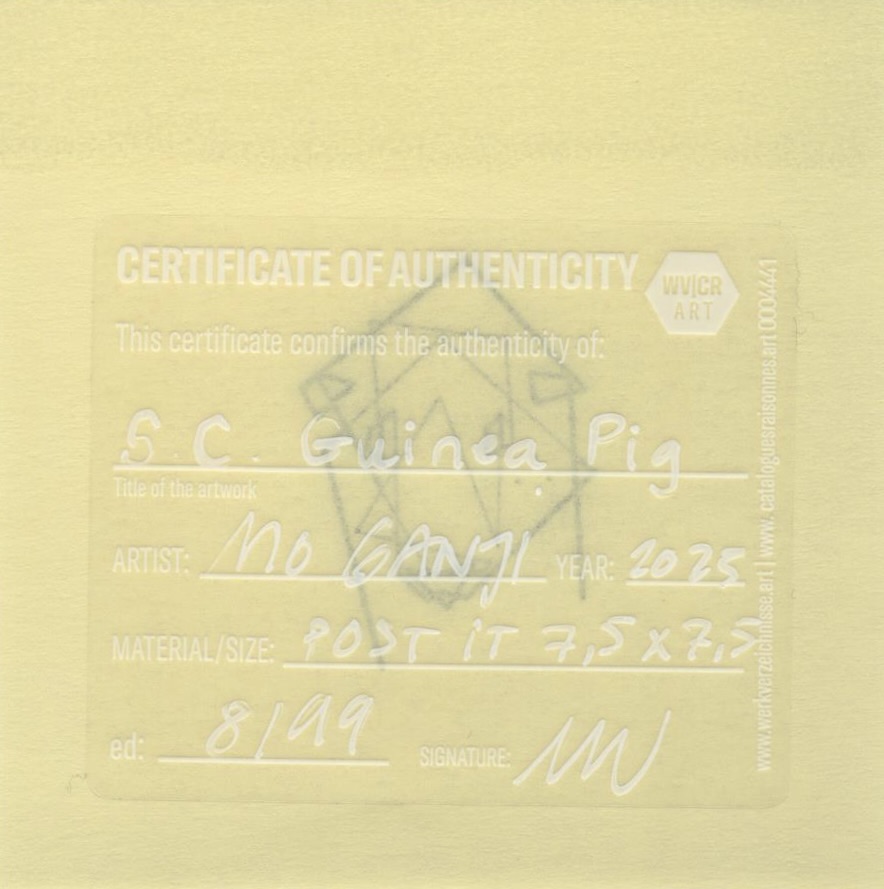 CERTIFICATE OF AUTHENTICITY
WV|CR
ART
This certificate confirms the authenticity of:
S.C. Guinea Pig
Title of the artwork
ARTIST: MO GANJI YEAR: 2025
MATERIAL/SIZE: POST IT 7,5 x 7,5
ed: 8/99 SIGNATURE:
www.werkverzeichnisse.art | www.cataloguesraisonnes.art 0004441